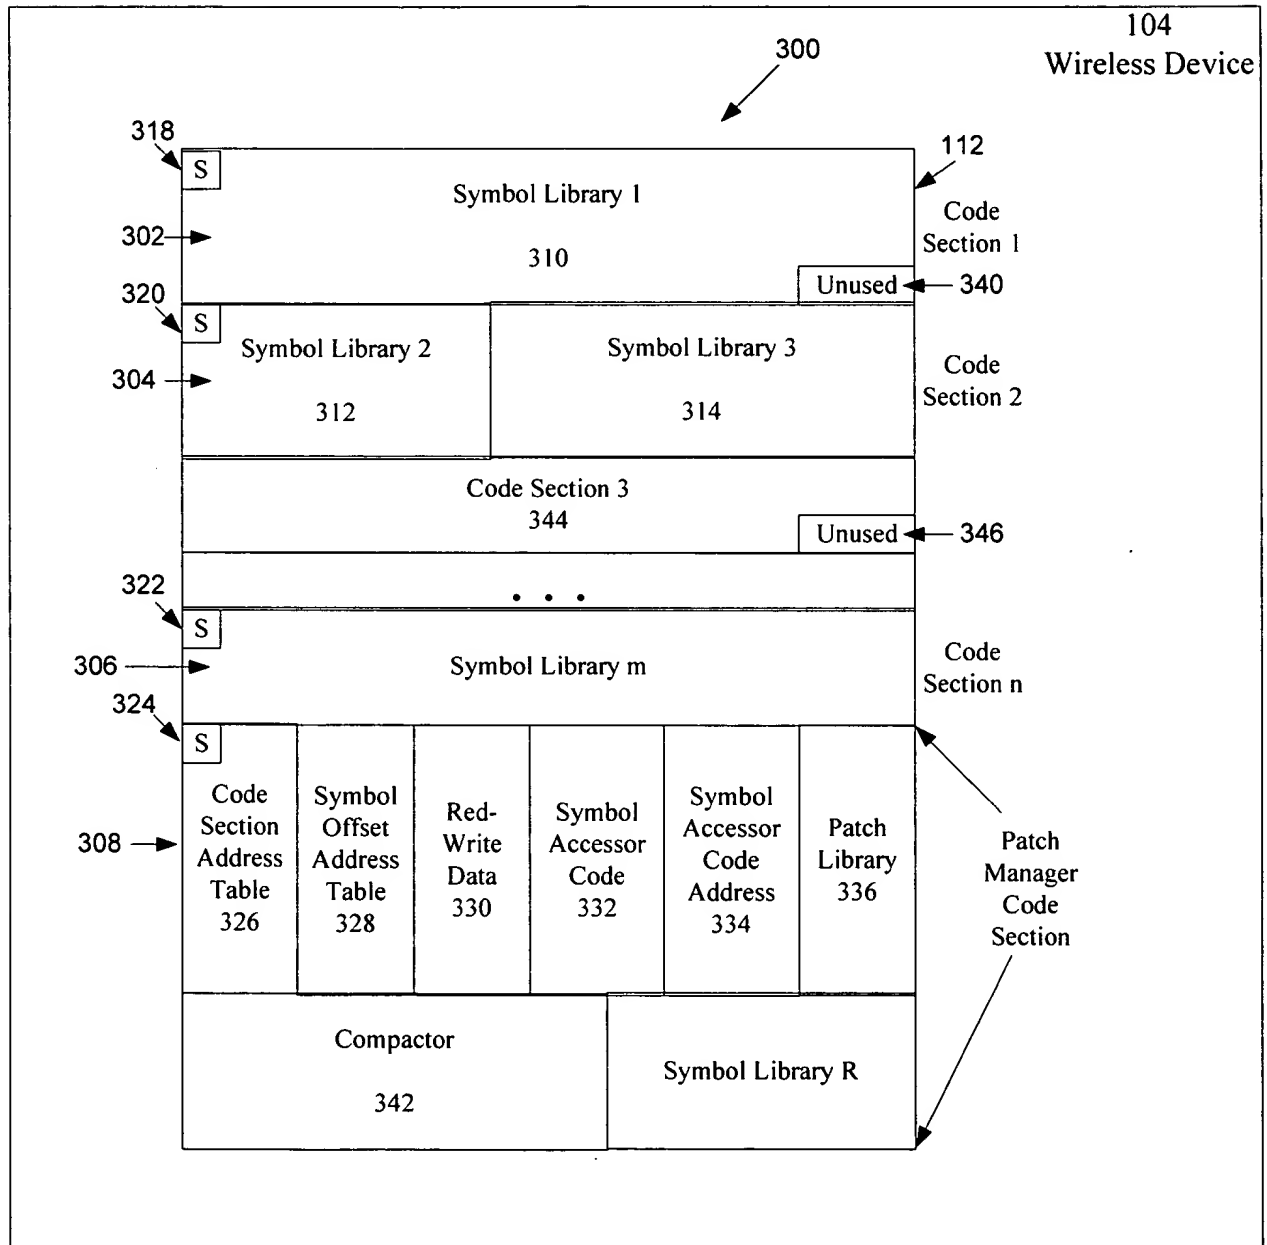 104
Wireless Device
300
318
S
Symbol Library 1
112
Code
Section 1
302
310
Unused
340
320
S
Symbol Library 2
Symbol Library 3
Code
Section 2
304
312
314
Code Section 3
344
Unused
346
• • •
322
S
306
Symbol Library m
Code
Section n
324
S
308
Code
Section
Address
Table
326
Symbol
Offset
Address
Table
328
Red-
Write
Data
330
Symbol
Accessor
Code
332
Symbol
Accessor
Code
Address
334
Patch
Library
336
Patch
Manager
Code
Section
Compactor
342
Symbol Library R